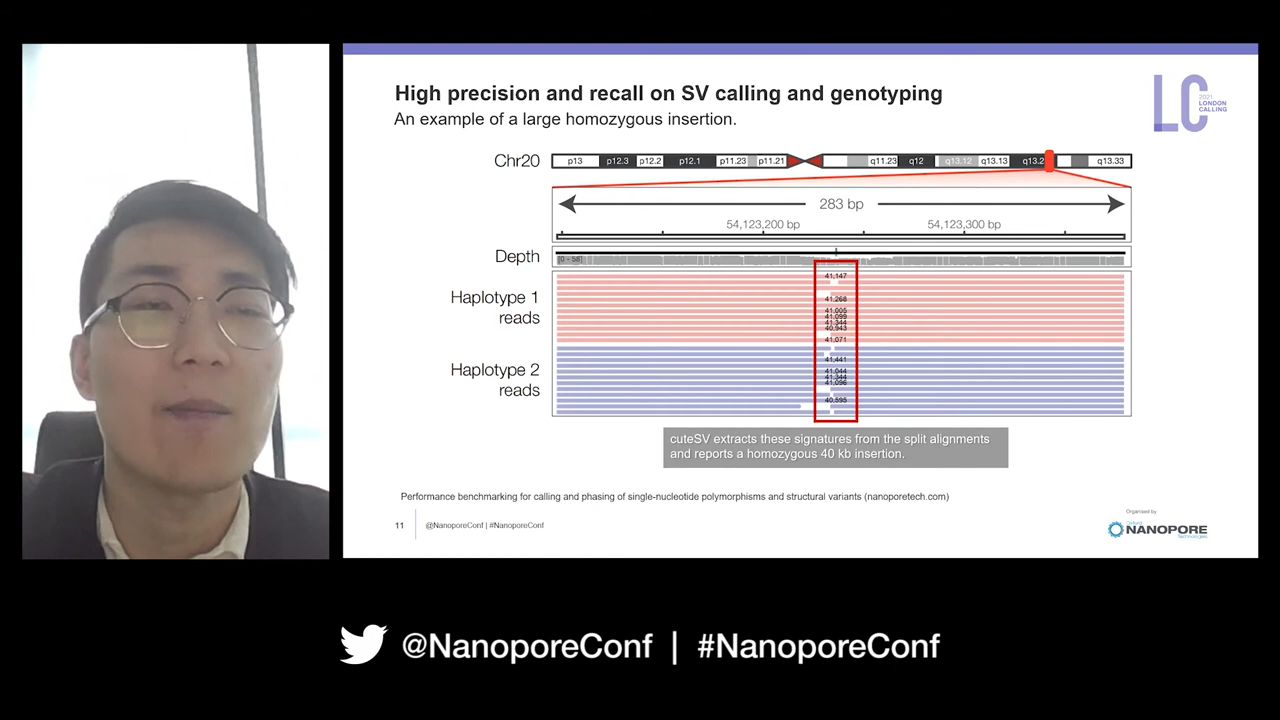 High precision and recall on SV calling and genotyping
An example of a large homozygous insertion.
LC
2021
LONDON
CALLING
Chr20
p13 p12.3 p12.2 p12.1 p11.23 p11.21 q11.23 q12 q13.12 q13.13 q13.2 q13.33
283 bp
54,123,200 bp 54,123,300 bp
Depth
[0 - 58]
Haplotype 1
reads
41,147
41,268
41,005
41,099
41,344
40,943
41,071
Haplotype 2
reads
41,441
41,044
41,344
41,096
40,595
cuteSV extracts these signatures from the split alignments
and reports a homozygous 40 kb insertion.
Performance benchmarking for calling and phasing of single-nucleotide polymorphisms and structural variants (nanoporetech.com)
11 @NanoporeConf | #NanoporeConf
Organised by
Oxford
NANOPORE
Technologies
@NanoporeConf | #NanoporeConf